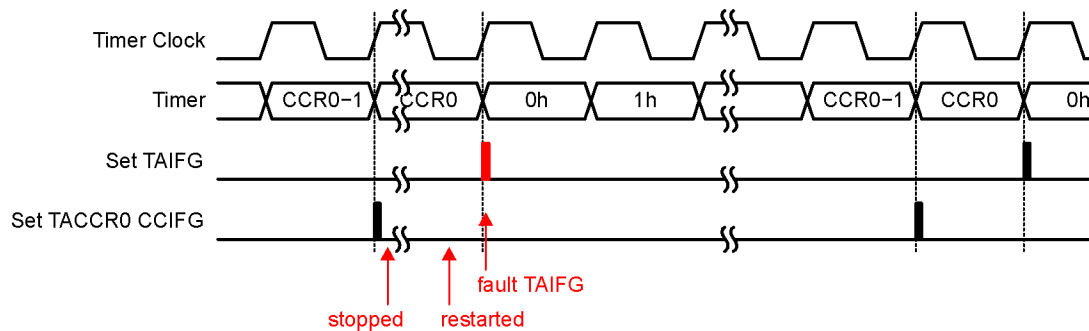 Timer Clock
Timer CCR0−1 CCR0 0h 1h CCR0−1 CCR0 0h
Set TAIFG
Set TACCR0 CCIFG
fault TAIFG
stopped restarted